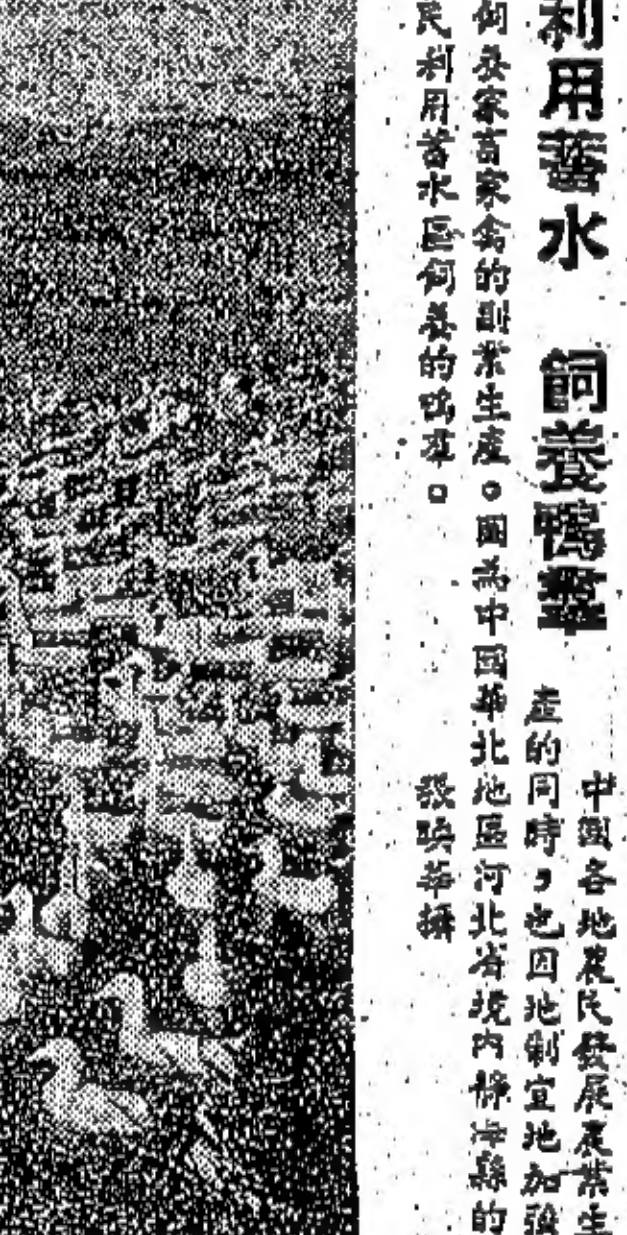 利用蓄水 飼養鴨羣
中國各地農民發展農業生
產的同時，也因地制宜地加強
飼養家畜家禽的副業生產。圖為中國華北地區河北省境內靜海縣的
民利用蓄水區飼養的鴨羣。
攝